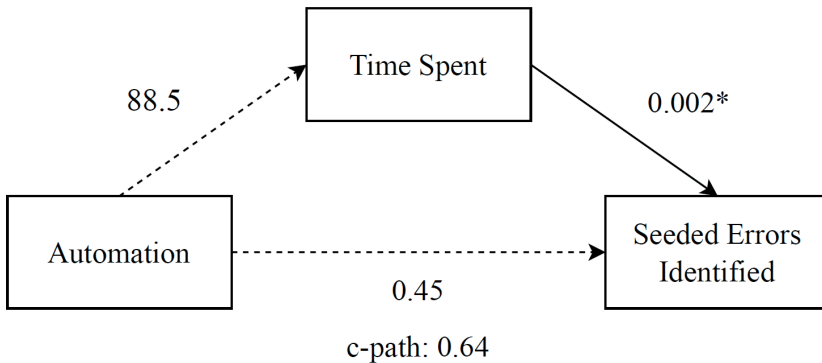 Time Spent
88.5
0.002*
Automation
Seeded Errors
Identified
0.45
c-path: 0.64